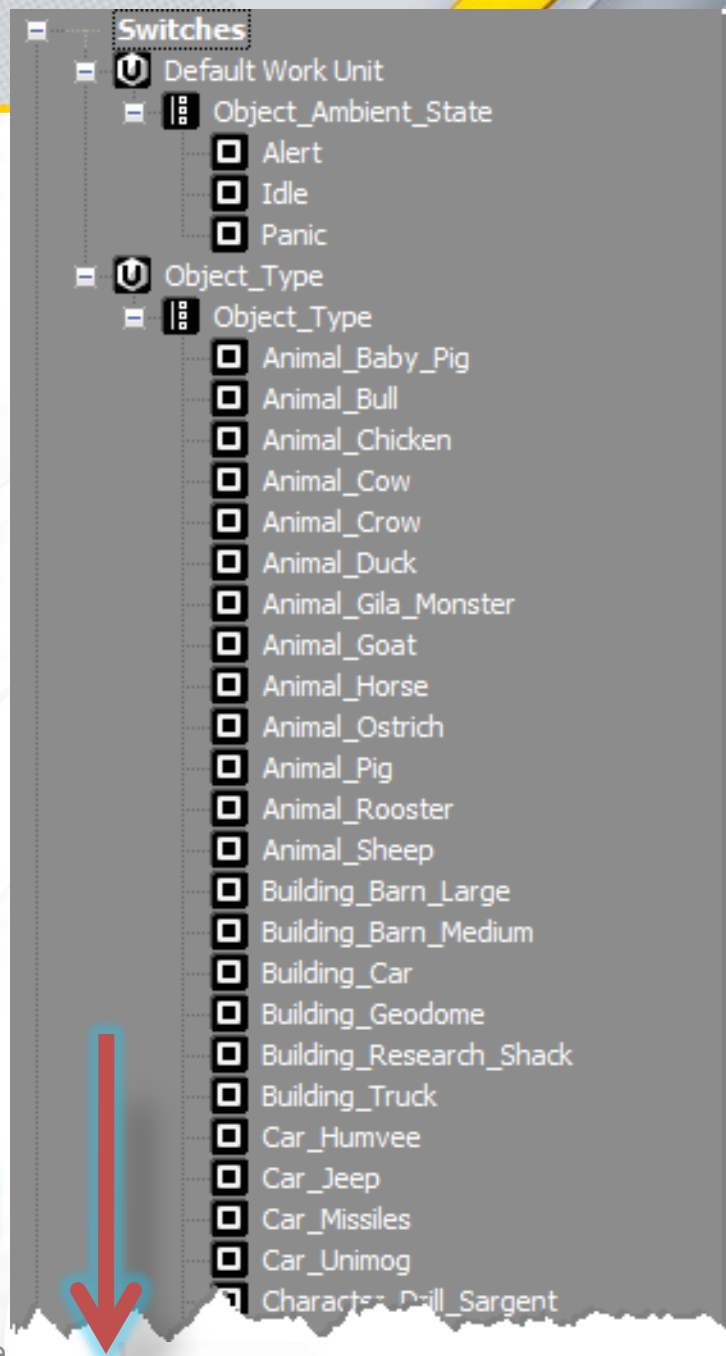 Switches
Default Work Unit
Object_Ambient_State
Alert
Idle
Panic
Object_Type
Object_Type
Animal_Baby_Pig
Animal_Bull
Animal_Chicken
Animal_Cow
Animal_Crow
Animal_Duck
Animal_Gila_Monster
Animal_Goat
Animal_Horse
Animal_Ostrich
Animal_Pig
Animal_Rooster
Animal_Sheep
Building_Barn_Large
Building_Barn_Medium
Building_Car
Building_Geodome
Building_Research_Shack
Building_Truck
Car_Humvee
Car_Jeep
Car_Missiles
Car_Unimog
Character_Drill_Sargent